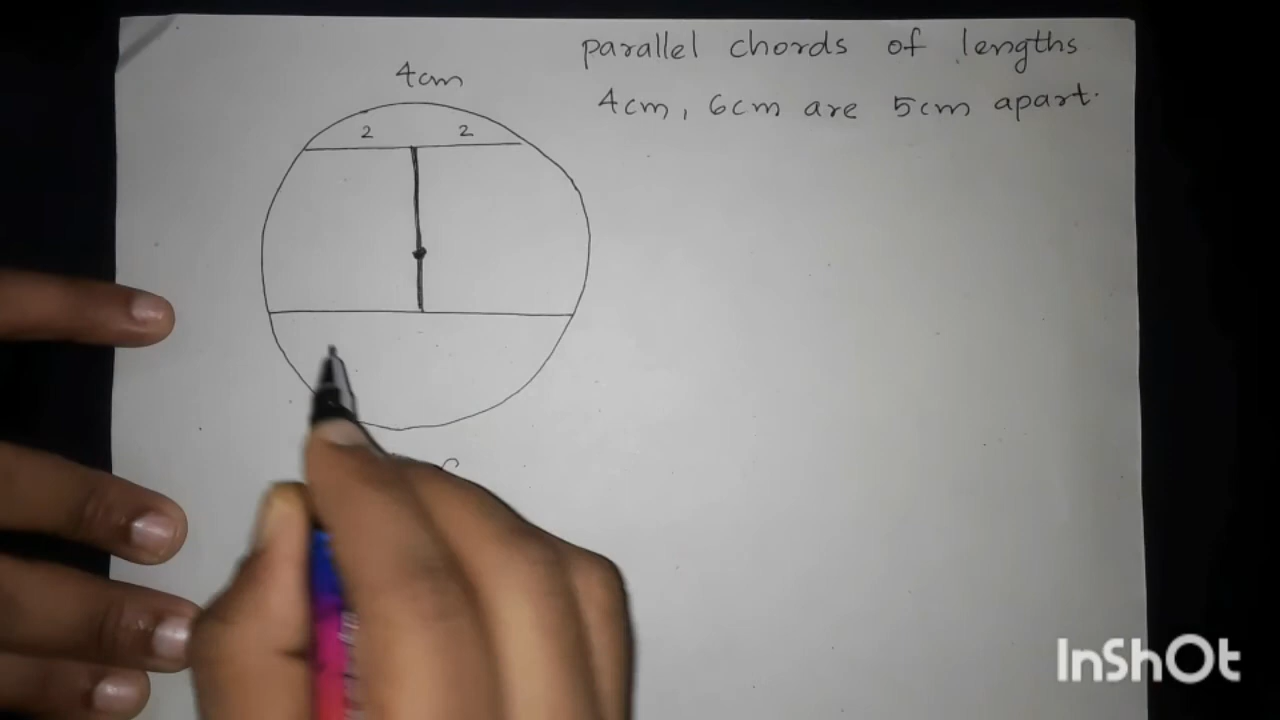 parallel chords of lengths
4cm, 6cm are 5cm apart.
4cm
2 2
InShOt